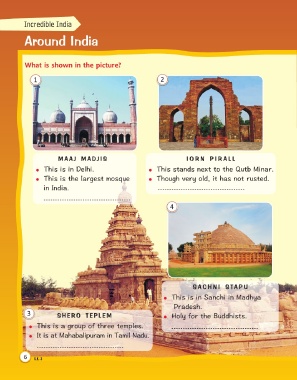 Incredible India
Around India
What is shown in the picture?
1
MAAJ MADJIS
This is in Delhi.
This is the largest mosque
in India.
2
IORN PIRALL
This stands next to the Qutb Minar.
Though very old, it has not rusted.
3
SHERO TEPLEM
This is a group of three temples.
It is at Mahabalipuram in Tamil Nadu.
4
SACHNI STAPU
This is in Sanchi in Madhya
Pradesh.
Holy for the Buddhists.
6